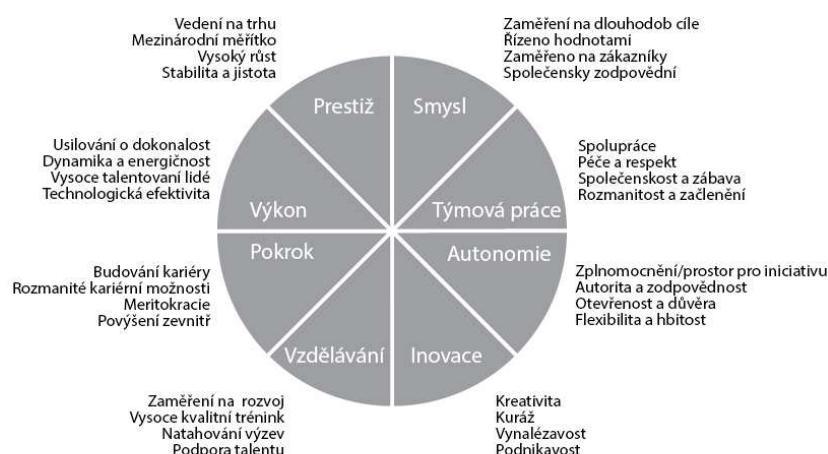 Vedení na trhu
Mezinárodní měřítko
Vysoký růst
Stabilita a jistota
Zaměření na dlouhodob cíle
Řízeno hodnotami
Zaměřeno na zákazníky
Společensky zodpovědní
Prestiž
Smysl
Usilování o dokonalost
Dynamika a energičnost
Vysoce talentovaní lidé
Technologická efektivita
Spolupráce
Péče a respekt
Společenskost a zábava
Rozmanitost a začlenění
Výkon
Týmová práce
Pokrok
Autonomie
Budování kariéry
Rozmanité kariérní možnosti
Meritokracie
Povýšení zevnitř
Zplnomocnění/prostor pro iniciativu
Autorita a zodpovědnost
Otevřenost a důvěra
Flexibilita a hbitost
Vzdělávání
Inovace
Zaměření na rozvoj
Vysoce kvalitní trénink
Natahování výzev
Podpora talentu
Kreativita
Kuráž
Vynalézavost
Podnikavost